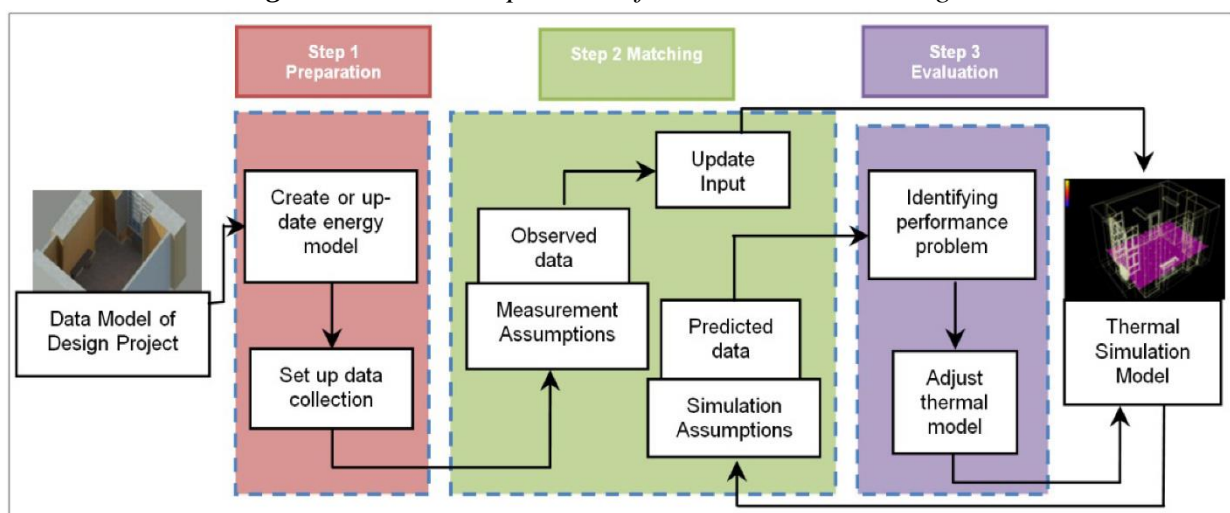 Step 1
Preparation
Step 2 Matching
Step 3
Evaluation
Data Model of
Design Project
Create or up-
date energy
model
Set up data
collection
Observed
data
Measurement
Assumptions
Update
Input
Predicted
data
Simulation
Assumptions
Identifying
performance
problem
Adjust
thermal
model
Thermal
Simulation
Model